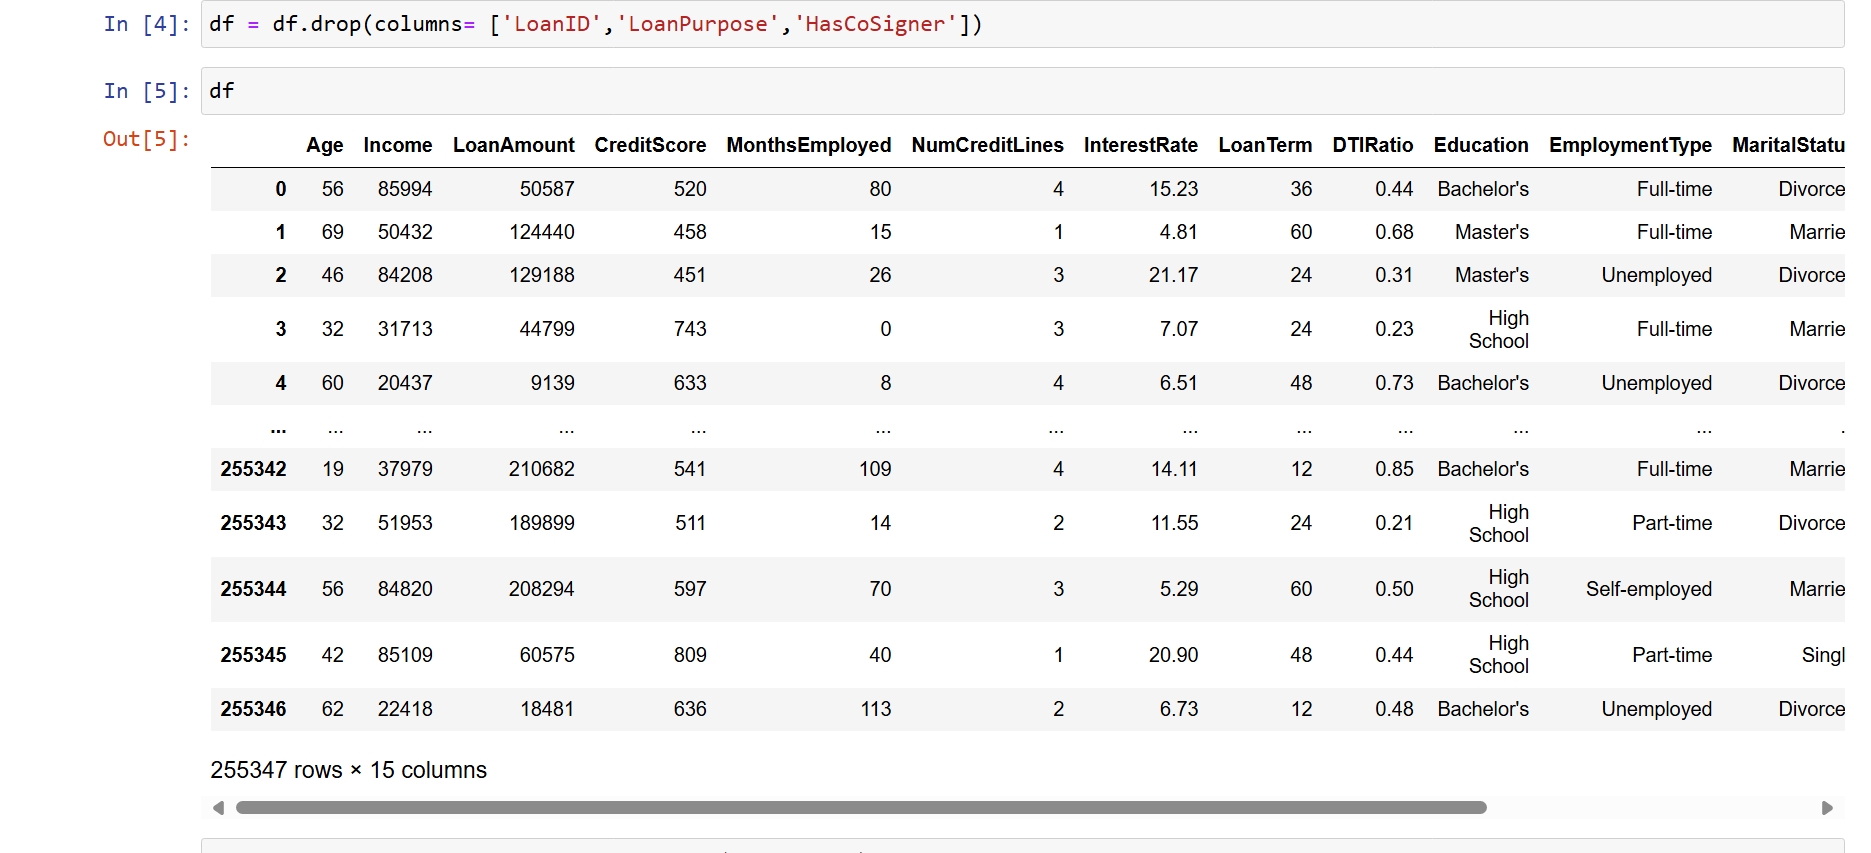 In [4]: df = df.drop(columns= ['LoanID','LoanPurpose','HasCoSigner'])
In [5]: df
Out[5]:
Age Income LoanAmount CreditScore MonthsEmployed NumCreditLines InterestRate LoanTerm DTIRatio Education EmploymentType MaritalStatu
0 56 85994 50587 520 80 4 15.23 36 0.44 Bachelor's Full-time Divorce
1 69 50432 124440 458 15 1 4.81 60 0.68 Master's Full-time Marrie
2 46 84208 129188 451 26 3 21.17 24 0.31 Master's Unemployed Divorce
3 32 31713 44799 743 0 3 7.07 24 0.23 High School Full-time Marrie
4 60 20437 9139 633 8 4 6.51 48 0.73 Bachelor's Unemployed Divorce
... ... ... ... ... ... ... ... ... ... ... ... .
255342 19 37979 210682 541 109 4 14.11 12 0.85 Bachelor's Full-time Marrie
255343 32 51953 189899 511 14 2 11.55 24 0.21 High School Part-time Divorce
255344 56 84820 208294 597 70 3 5.29 60 0.50 High School Self-employed Marrie
255345 42 85109 60575 809 40 1 20.90 48 0.44 High School Part-time Singl
255346 62 22418 18481 636 113 2 6.73 12 0.48 Bachelor's Unemployed Divorce
255347 rows × 15 columns